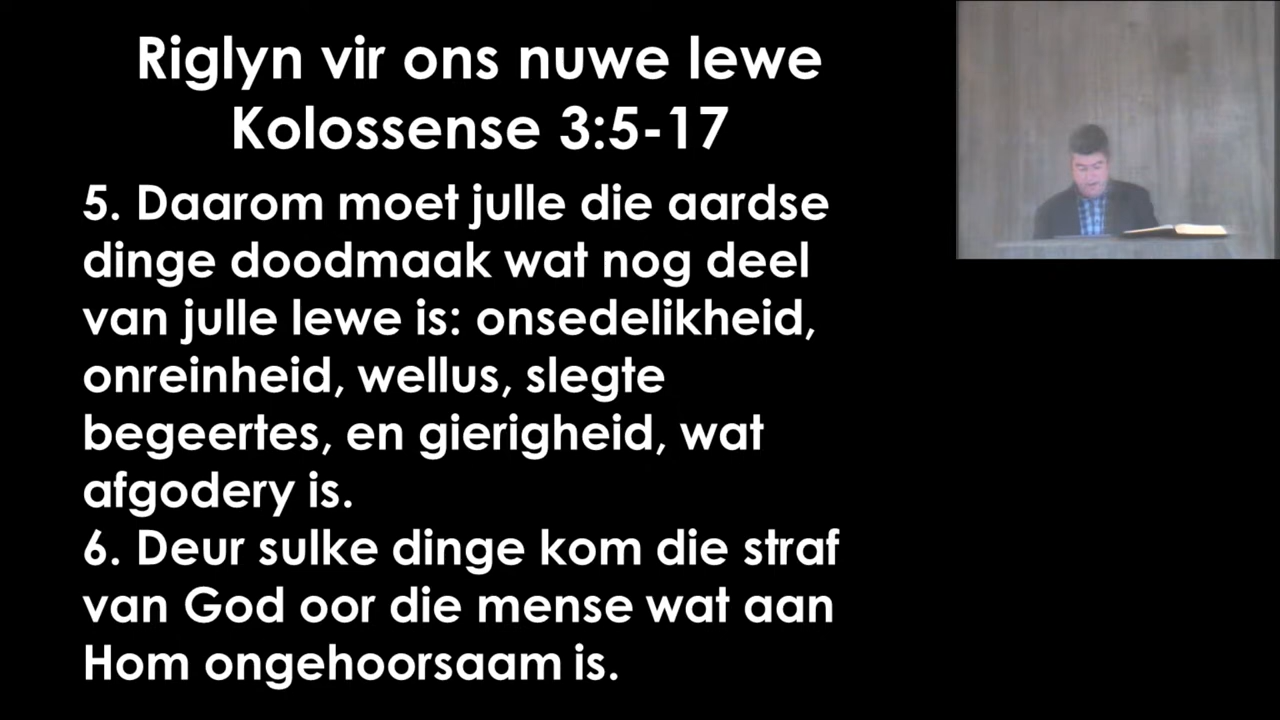 Riglyn vir ons nuwe lewe
Kolossense 3:5-17
5. Daarom moet julle die aardse
dinge doodmaak wat nog deel
van julle lewe is: onsedelikheid,
onreinheid, wellus, slegte
begeertes, en gierigheid, wat
afgodery is.
6. Deur sulke dinge kom die straf
van God oor die mense wat aan
Hom ongehoorsaam is.